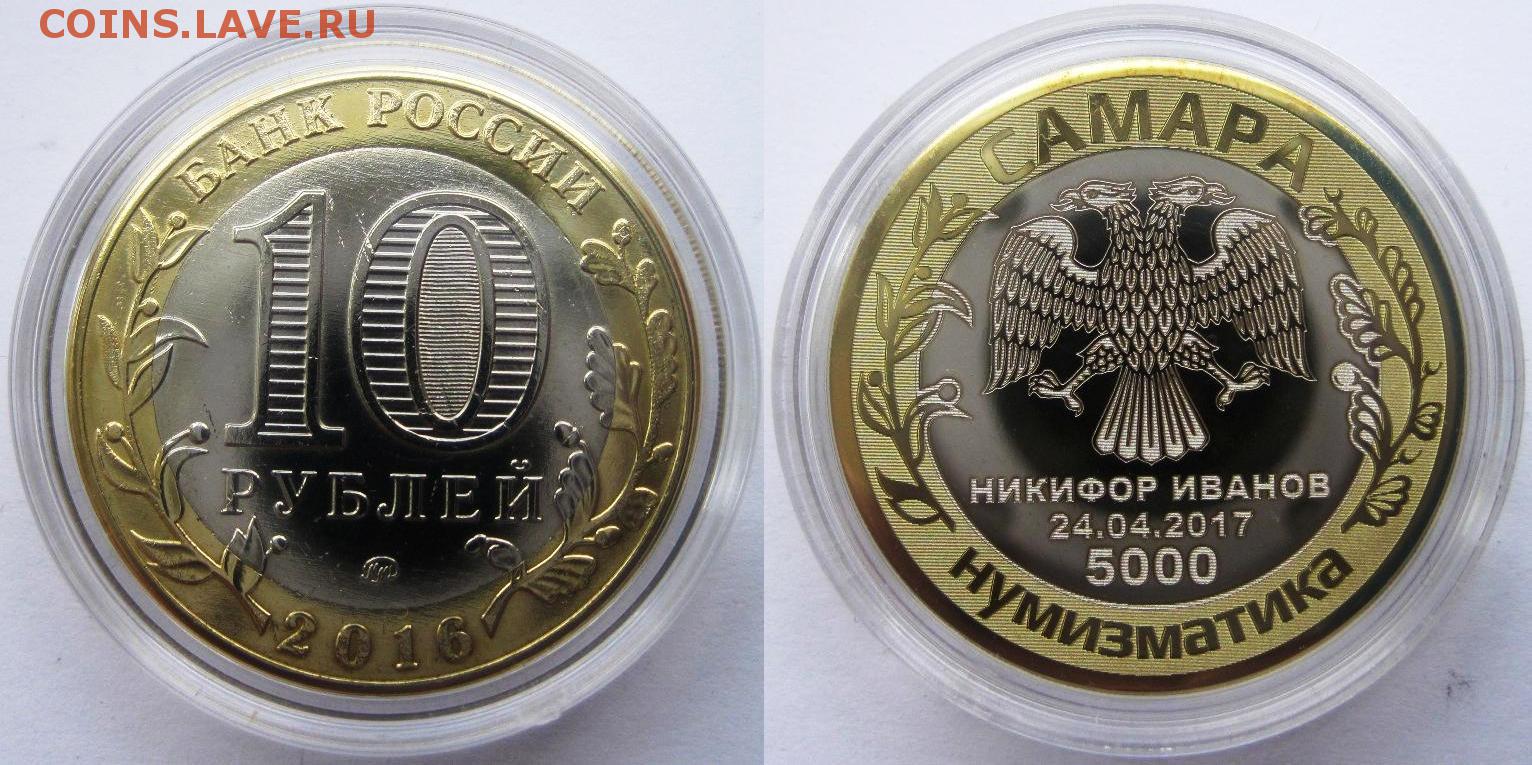 COINS.LAVE.RU
БАНК РОССИИ
10
РУБЛЕЙ
2016
САМАРА
НИКИФОР ИВАНОВ
24.04.2017
5000
нумизматика